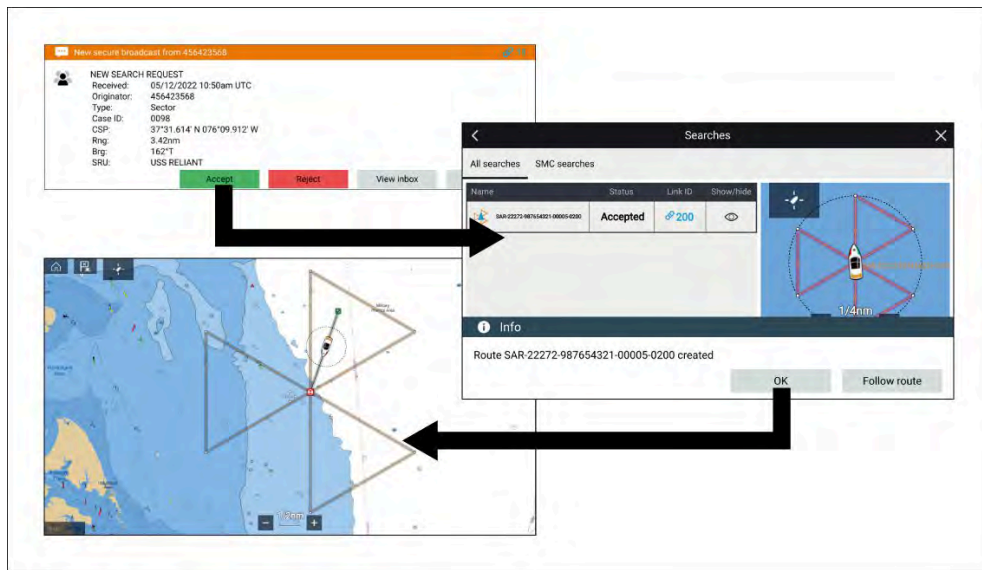 New secure broadcast from 456423568
NEW SEARCH REQUEST
Received: 05/12/2022 10:50am UTC
Originator: 456423568
Type: Sector
Case ID: 0098
CSP: 37°31.614' N 076°09.912' W
Rng: 3.42nm
Brg: 162°T
SRU: USS RELIANT
Accept
Reject
View inbox
Searches
All searches
SMC searches
Name
Status
Link ID
Show/hide
SAR-22272-987654321-00005-0200
Accepted
200
1/4nm
Info
Route SAR-22272-987654321-00005-0200 created
OK
Follow route
1/2nm